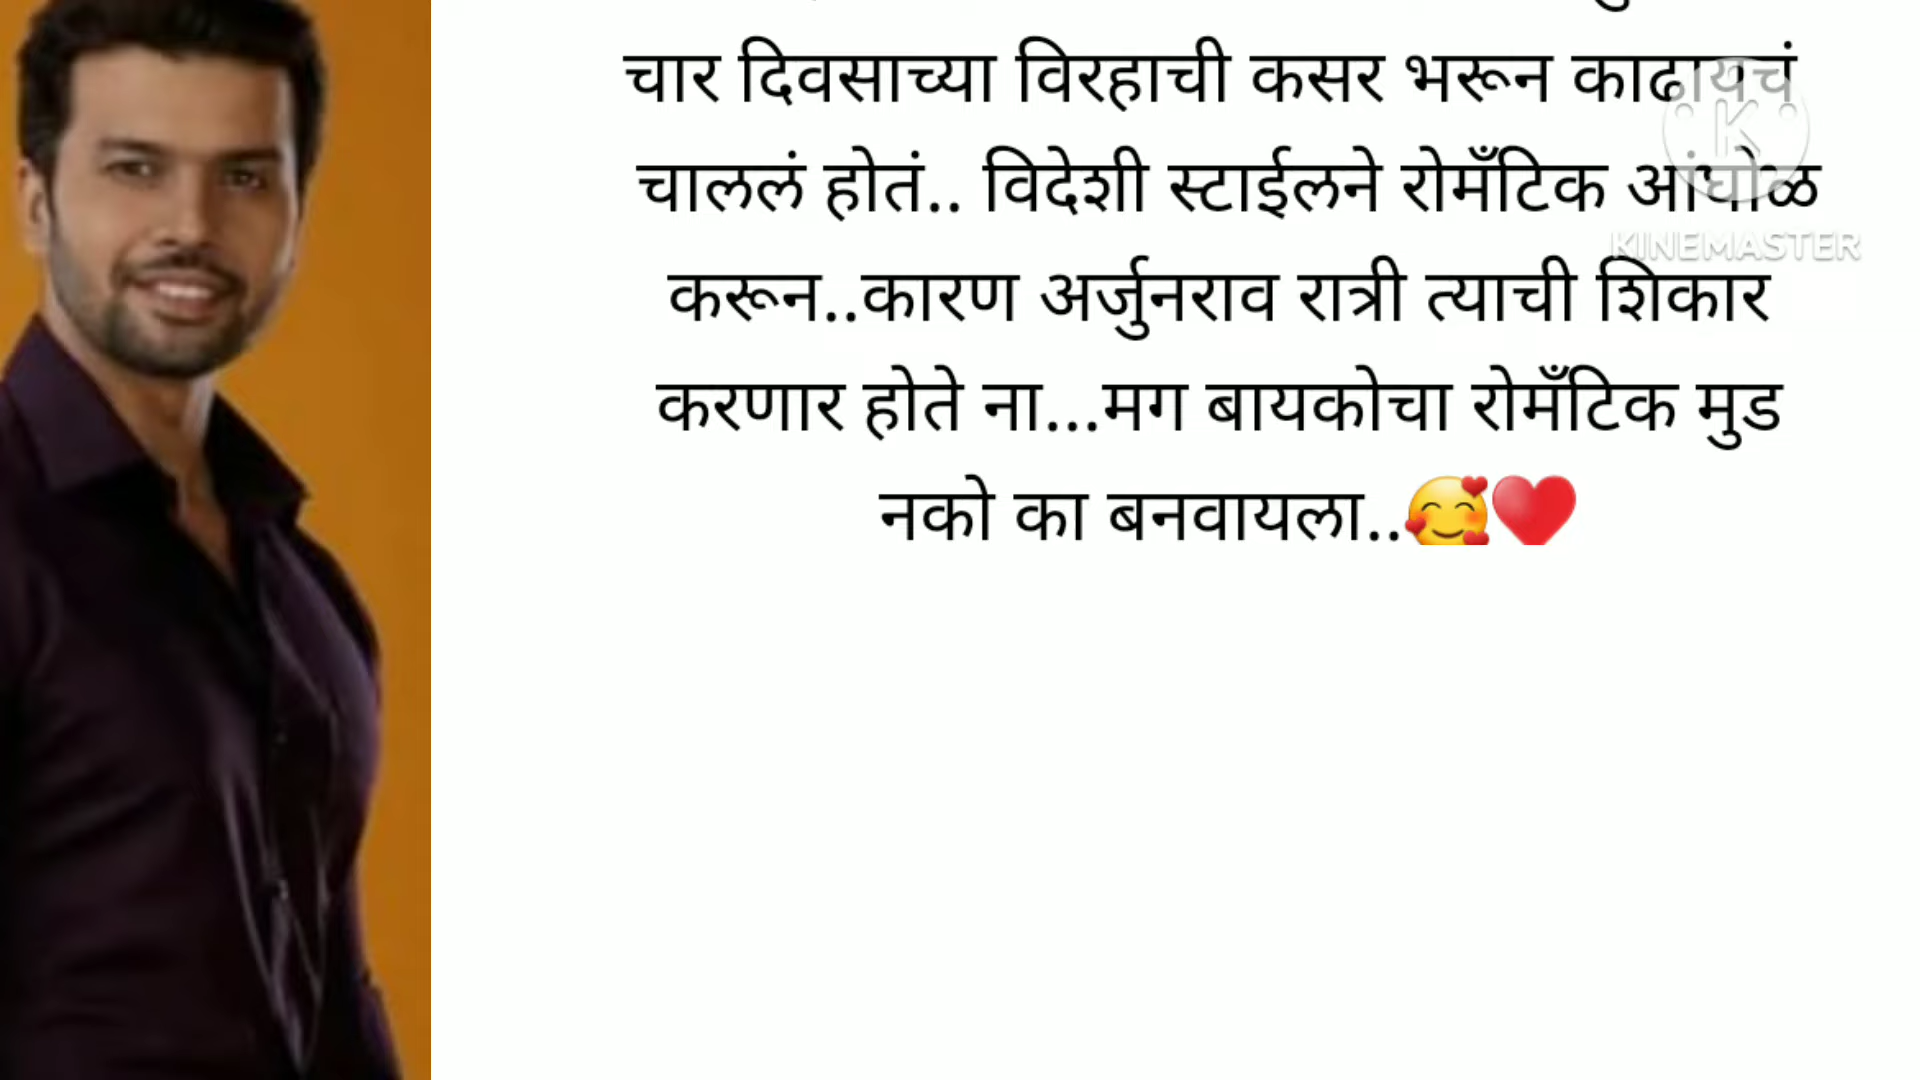 चार दिवसाच्या विरहाची कसर भरून काढायचं
चाललं होतं.. विदेशी स्टाईलने रोमँटिक आंघोळ
KINEMASTER
करून..कारण अर्जुनराव रात्री त्याची शिकार
करणार होते ना...मग बायकोचा रोमँटिक मुड
नको का बनवायला..🥰❤️